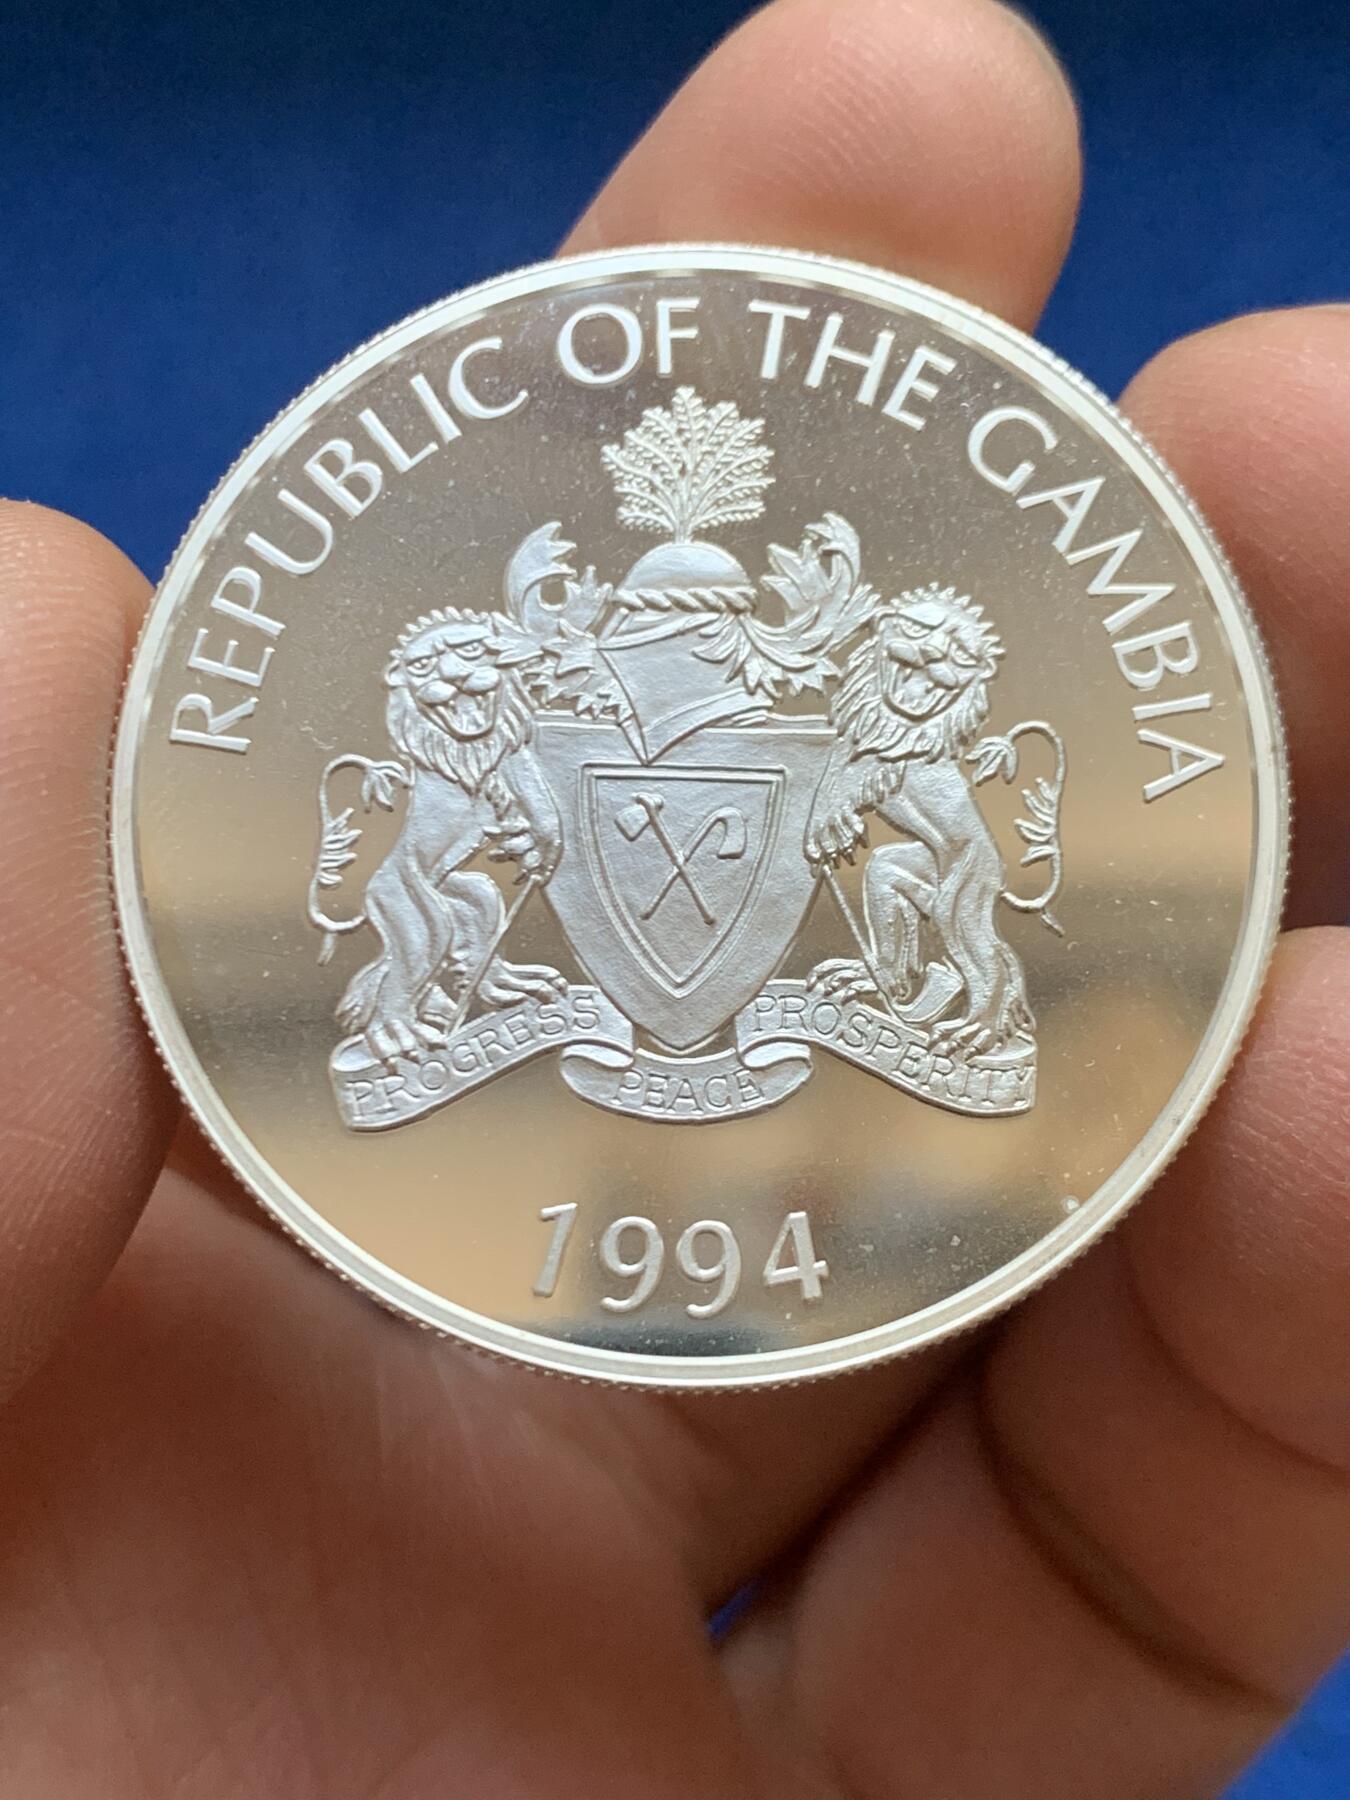 REPUBLIC OF THE GAMBIA
PROGRESS PEACE PROSPERITY
1994